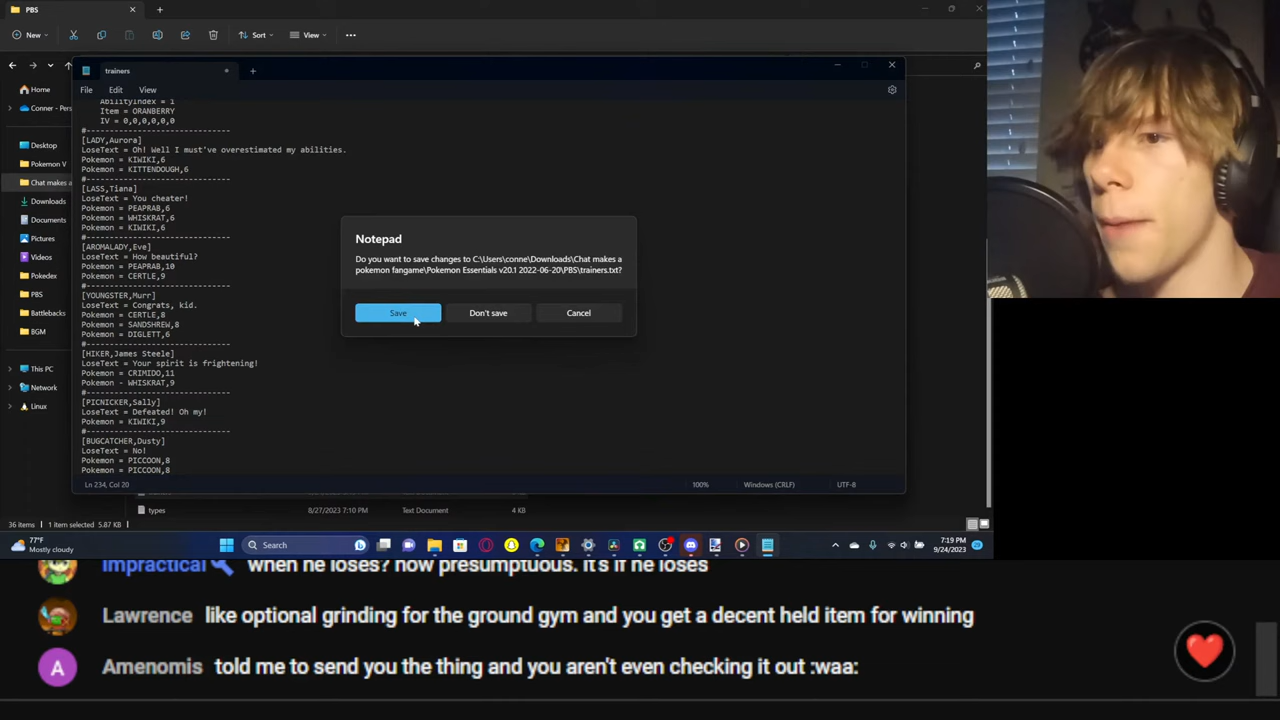 PBS
New
Sort
View
trainers
File
Edit
View
AbilityIndex = 1
Item = ORANBERRY
IV = 0,0,0,0,0,0
#-------------------------------
[LADY,Aurora]
LoseText = Oh! Well I must've overestimated my abilities.
Pokemon = KIWIKI,6
Pokemon = KITTENDOUGH,6
#-------------------------------
[LASS,Tiana]
LoseText = You cheater!
Pokemon = PEAPRAB,6
Pokemon = WHISKRAT,6
Pokemon = KIWIKI,6
#-------------------------------
[AROMALADY,Eve]
LoseText = How beautiful?
Pokemon = PEAPRAB,10
Pokemon = CERTLE,9
#-------------------------------
[YOUNGSTER,Murr]
LoseText = Congrats, kid.
Pokemon = CERTLE,8
Pokemon = SANDSHREW,8
Pokemon = DIGLETT,6
#-------------------------------
[HIKER,James Steele]
LoseText = Your spirit is frightening!
Pokemon = CRIMIDO,11
Pokemon - WHISKRAT,9
#-------------------------------
[PICNICKER,Sally]
LoseText = Defeated! Oh my!
Pokemon = KIWIKI,9
#-------------------------------
[BUGCATCHER,Dusty]
LoseText = No!
Pokemon = PICCOON,8
Pokemon = PICCOON,8
Ln 234, Col 20
100%
Windows (CRLF)
UTF-8
Notepad
Do you want to save changes to C:\Users\conne\Downloads\Chat makes a
pokemon fangame\Pokemon Essentials v20.1 2022-06-20\PBS\trainers.txt?
Save
Don't save
Cancel
Home
Conner - Pers
Desktop
Pokemon V
Chat makes a
Downloads
Documents
Pictures
Videos
Pokedex
PBS
Battlebacks
BGM
This PC
Network
Linux
types
8/27/2023 7:10 PM
Text Document
4 KB
36 items
1 item selected 5.87 KB
77°F
Mostly cloudy
Search
7:19 PM
9/24/2023
Impractical when he loses? how presumptuous. it's if he loses
Lawrence like optional grinding for the ground gym and you get a decent held item for winning
A
Amenomis told me to send you the thing and you aren't even checking it out :waa: